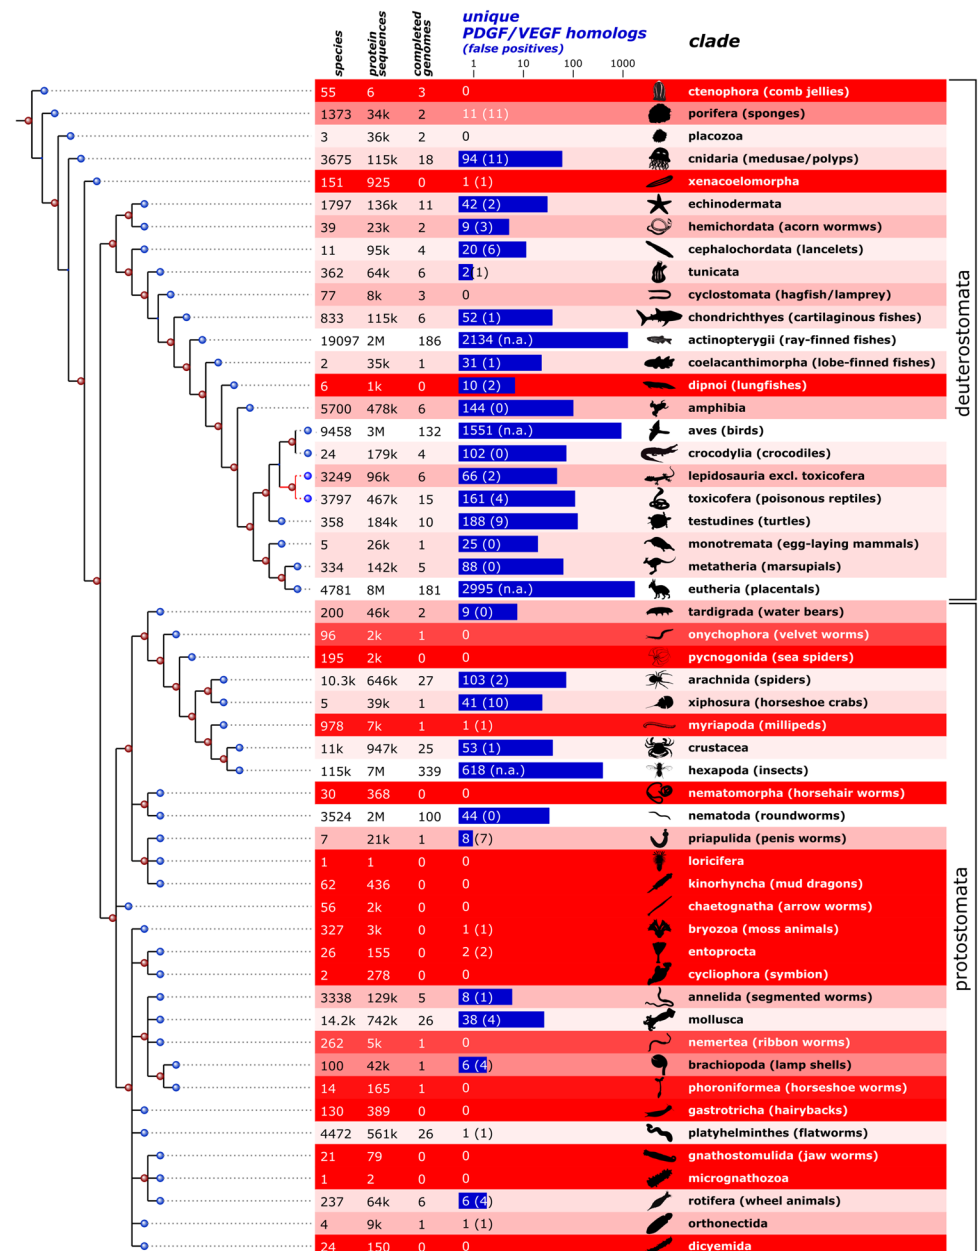 species
protein sequences
completed genomes
unique
PDGF/VEGF homologs
(false positives)
clade
1 10 100 1000
55 6 3 0 ctenophora (comb jellies)
1373 34k 2 11 (11) porifera (sponges)
3 36k 2 0 placozoa
3675 115k 18 94 (11) cnidaria (medusae/polyps)
151 925 0 1 (1) xenacoelomorpha
1797 136k 11 42 (2) echinodermata
39 23k 2 9 (3) hemichordata (acorn wormws)
11 95k 4 20 (6) cephalochordata (lancelets)
362 64k 6 2 (1) tunicata
77 8k 3 0 cyclostomata (hagfish/lamprey)
833 115k 6 52 (1) chondrichthyes (cartilaginous fishes)
19097 2M 186 2134 (n.a.) actinopterygii (ray-finned fishes)
2 35k 1 31 (1) coelacanthimorpha (lobe-finned fishes)
6 1k 0 10 (2) dipnoi (lungfishes)
5700 478k 6 144 (0) amphibia
9458 3M 132 1551 (n.a.) aves (birds)
24 179k 4 102 (0) crocodylia (crocodiles)
3249 96k 6 66 (2) lepidosauria excl. toxicofera
3797 467k 15 161 (4) toxicofera (poisonous reptiles)
358 184k 10 188 (9) testudines (turtles)
5 26k 1 25 (0) monotremata (egg-laying mammals)
334 142k 5 88 (0) metatheria (marsupials)
4781 8M 181 2995 (n.a.) eutheria (placentals)
deuterostomata
200 46k 2 9 (0) tardigrada (water bears)
96 2k 1 0 onychophora (velvet worms)
195 2k 0 0 pycnogonida (sea spiders)
10.3k 646k 27 103 (2) arachnida (spiders)
5 39k 1 41 (10) xiphosura (horseshoe crabs)
978 7k 1 1 (1) myriapoda (millipeds)
11k 947k 25 53 (1) crustacea
115k 7M 339 618 (n.a.) hexapoda (insects)
30 368 0 0 nematomorpha (horsehair worms)
3524 2M 100 44 (0) nematoda (roundworms)
7 21k 1 8 (7) priapulida (penis worms)
1 1 0 0 loricifera
62 436 0 0 kinorhyncha (mud dragons)
56 2k 0 0 chaetognatha (arrow worms)
327 3k 0 1 (1) bryozoa (moss animals)
26 155 0 2 (2) entoprocta
2 278 0 0 cycliophora (symbion)
3338 129k 5 8 (1) annelida (segmented worms)
14.2k 742k 26 38 (4) mollusca
262 5k 1 0 nemertea (ribbon worms)
100 42k 1 6 (4) brachiopoda (lamp shells)
14 165 1 0 phoroniformea (horseshoe worms)
130 389 0 0 gastrotricha (hairybacks)
4472 561k 26 1 (1) platyhelminthes (flatworms)
21 79 0 0 gnathostomulida (jaw worms)
1 2 0 0 micrognathozoa
237 64k 6 6 (4) rotifera (wheel animals)
4 9k 1 1 (1) orthonectida
24 150 0 0 dicyemida
protostomata